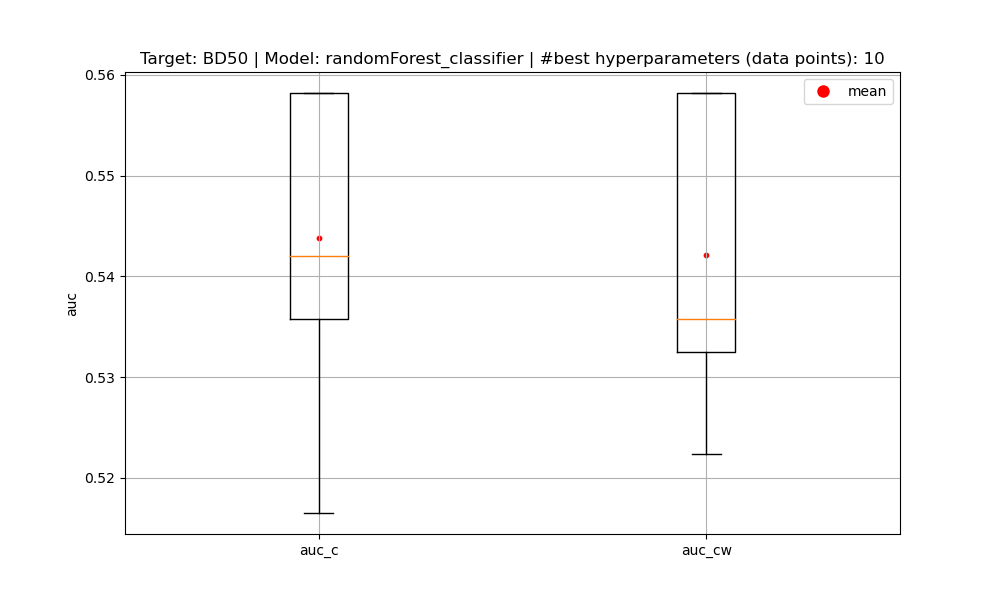 Target: BD50 | Model: randomForest_classifier | #best hyperparameters (data points): 10
mean
0.56
0.55
0.54
0.53
0.52
auc
auc_c
auc_cw